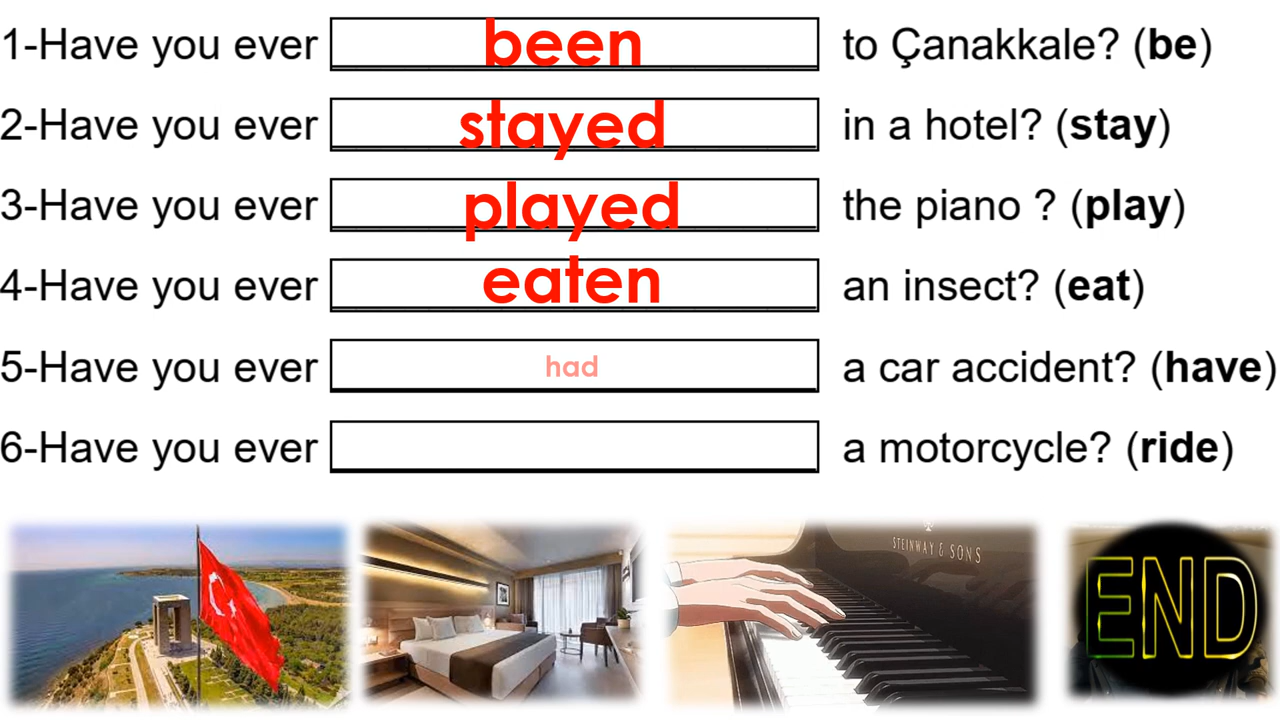 1-Have you ever been to Çanakkale? (be)
2-Have you ever stayed in a hotel? (stay)
3-Have you ever played the piano ? (play)
4-Have you ever eaten an insect? (eat)
5-Have you ever had a car accident? (have)
6-Have you ever a motorcycle? (ride)
STEINWAY & SONS
END